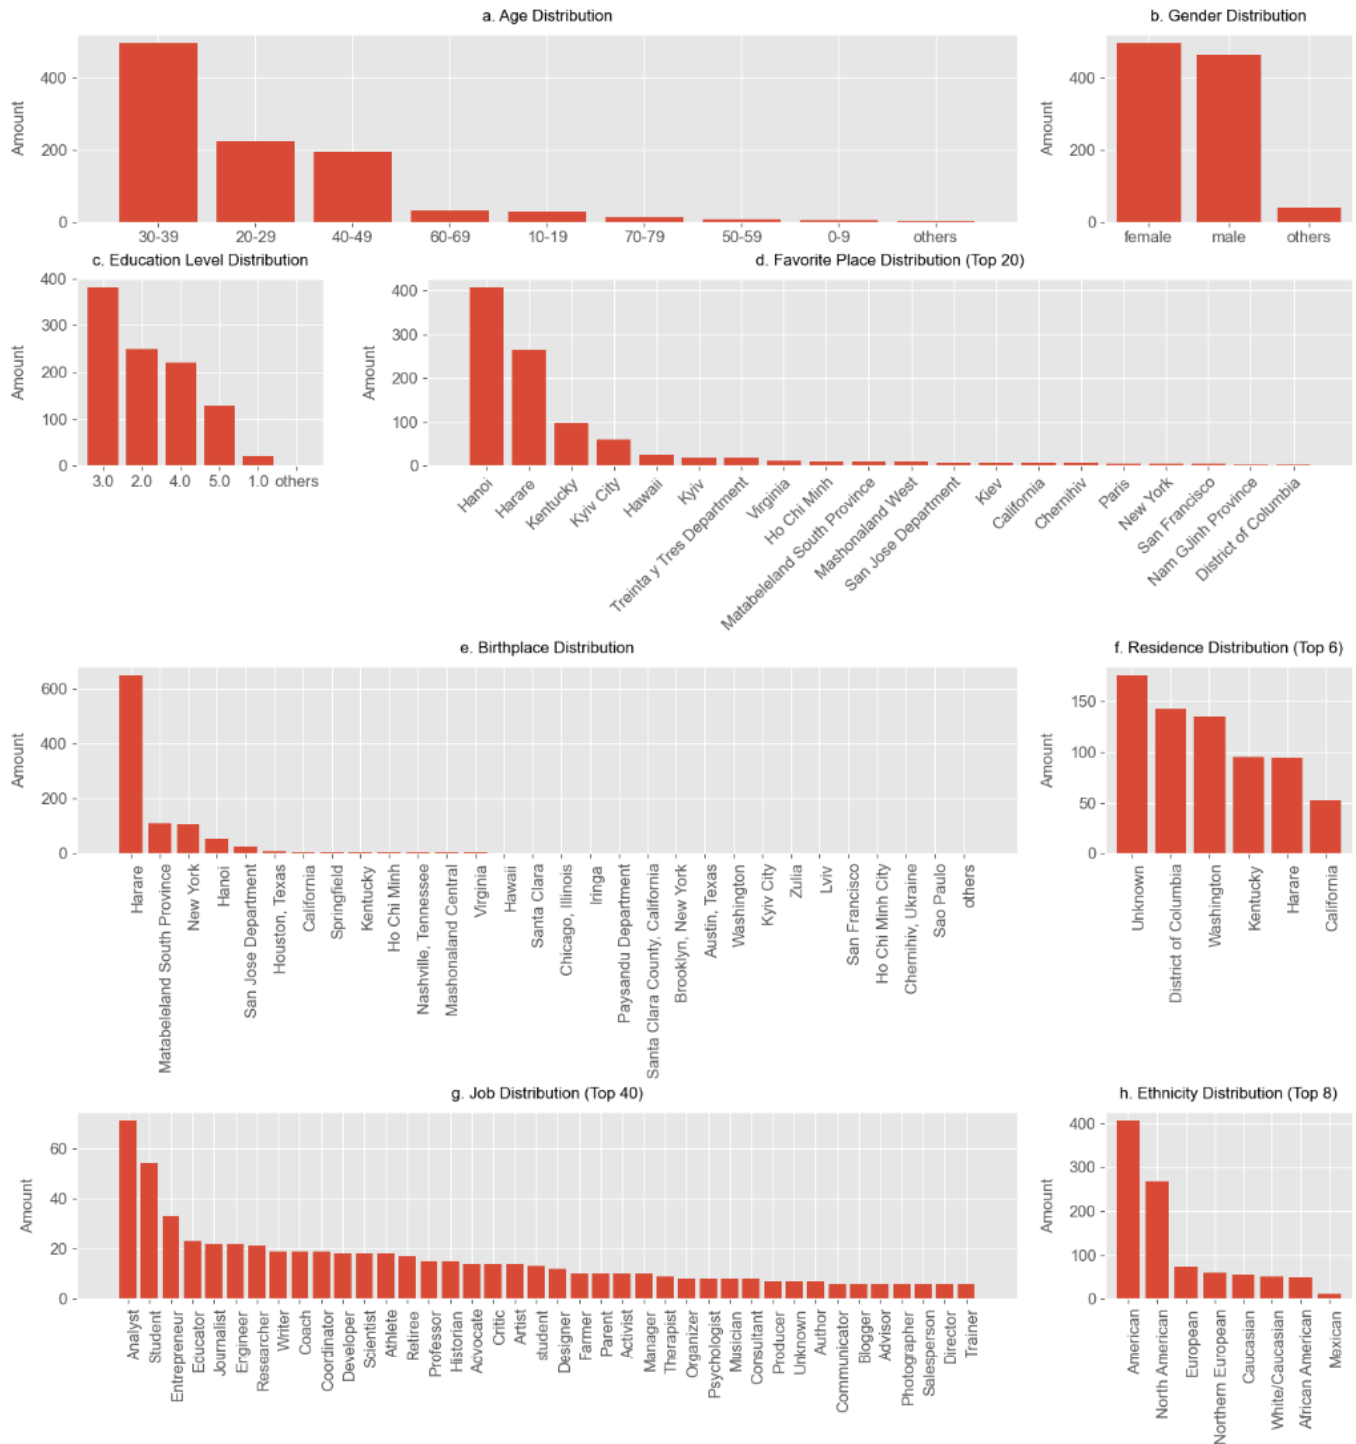 a. Age Distribution
Amount
400
200
0
30-39 20-29 40-49 60-69 10-19 70-79 50-59 0-9 others
b. Gender Distribution
Amount
400
200
0
female male others
c. Education Level Distribution
Amount
400
300
200
100
0
3.0 2.0 4.0 5.0 1.0 others
d. Favorite Place Distribution (Top 20)
Amount
400
300
200
100
0
Hanoi
Harare
Kentucky
Kyiv City
Hawaii
Kyiv
Treinta y Tres Department
Virginia
Ho Chi Minh
Matabeleland South Province
Mashonaland West
San Jose Department
Kiev
California
Chernihiv
Paris
New York
San Francisco
Nam GJinh Province
District of Columbia
e. Birthplace Distribution
Amount
600
400
200
0
Harare
Matabeleland South Province
New York
Hanoi
San Jose Department
Houston, Texas
California
Springfield
Kentucky
Ho Chi Minh
Nashville, Tennessee
Mashonaland Central
Virginia
Hawaii
Santa Clara
Chicago, Illinois
Iringa
Paysandu Department
Santa Clara County, California
Brooklyn, New York
Austin, Texas
Washington
Kyiv City
Zulia
Lviv
San Francisco
Ho Chi Minh City
Chernihiv, Ukraine
Sao Paulo
others
f. Residence Distribution (Top 6)
Amount
150
100
50
0
Unknown
District of Columbia
Washington
Kentucky
Harare
California
g. Job Distribution (Top 40)
Amount
60
40
20
0
Analyst
Student
Entrepreneur
Educator
Journalist
Engineer
Researcher
Writer
Coach
Coordinator
Developer
Scientist
Athlete
Retiree
Professor
Historian
Advocate
Critic
Artist
student
Designer
Farmer
Parent
Activist
Manager
Therapist
Organizer
Psychologist
Musician
Consultant
Producer
Unknown
Author
Communicator
Blogger
Advisor
Photographer
Salesperson
Director
Trainer
h. Ethnicity Distribution (Top 8)
Amount
400
300
200
100
0
American
North American
European
Northern European
Caucasian
White/Caucasian
African American
Mexican